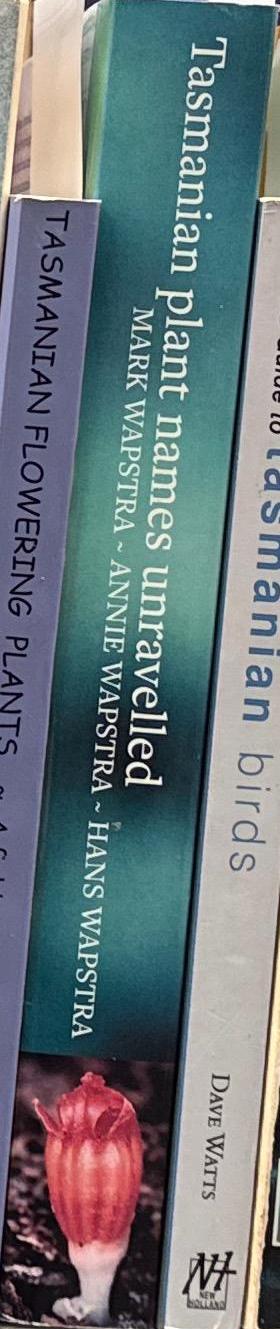 TASMANIAN FLOWERING PLANTS
Tasmanian plant names unravelled
MARK WAPSTRA ~ ANNIE WAPSTRA ~ HANS WAPSTRA
to tasmanian birds
DAVE WATTS
NH
NEW
HOLLAND